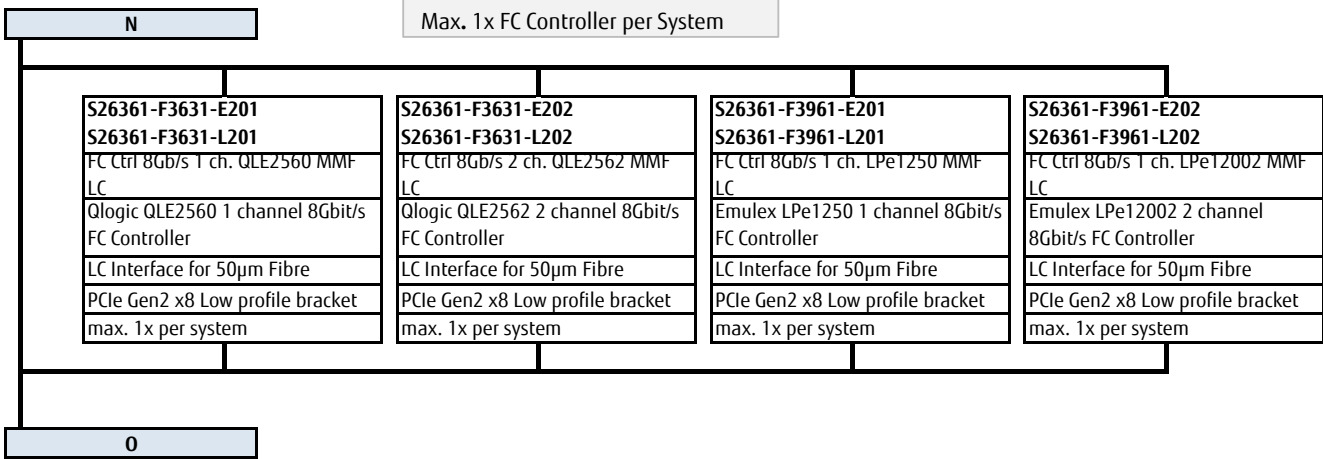 N
Max. 1x FC Controller per System
S26361-F3631-E201
S26361-F3631-L201
FC Ctrl 8Gb/s 1 ch. QLE2560 MMF
LC
Qlogic QLE2560 1 channel 8Gbit/s
FC Controller
LC Interface for 50µm Fibre
PCIe Gen2 x8 Low profile bracket
max. 1x per system
S26361-F3631-E202
S26361-F3631-L202
FC Ctrl 8Gb/s 2 ch. QLE2562 MMF
LC
Qlogic QLE2562 2 channel 8Gbit/s
FC Controller
LC Interface for 50µm Fibre
PCIe Gen2 x8 Low profile bracket
max. 1x per system
S26361-F3961-E201
S26361-F3961-L201
FC Ctrl 8Gb/s 1 ch. LPe1250 MMF
LC
Emulex LPe1250 1 channel 8Gbit/s
FC Controller
LC Interface for 50µm Fibre
PCIe Gen2 x8 Low profile bracket
max. 1x per system
S26361-F3961-E202
S26361-F3961-L202
FC Ctrl 8Gb/s 1 ch. LPe12002 MMF
LC
Emulex LPe12002 2 channel
8Gbit/s FC Controller
LC Interface for 50µm Fibre
PCIe Gen2 x8 Low profile bracket
max. 1x per system
O